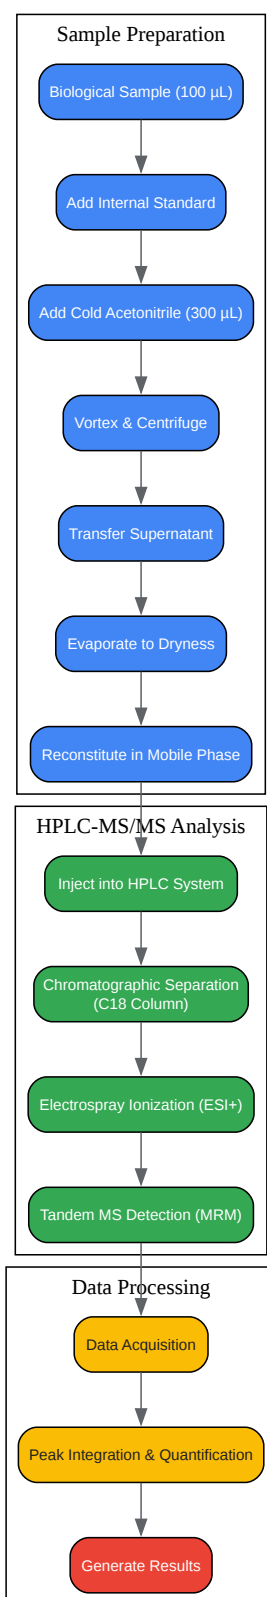 Sample Preparation
Biological Sample (100 µL)
Add Internal Standard
Add Cold Acetonitrile (300 µL)
Vortex & Centrifuge
Transfer Supernatant
Evaporate to Dryness
Reconstitute in Mobile Phase
HPLC-MS/MS Analysis
Inject into HPLC System
Chromatographic Separation
(C18 Column)
Electrospray Ionization (ESI+)
Tandem MS Detection (MRM)
Data Processing
Data Acquisition
Peak Integration & Quantification
Generate Results